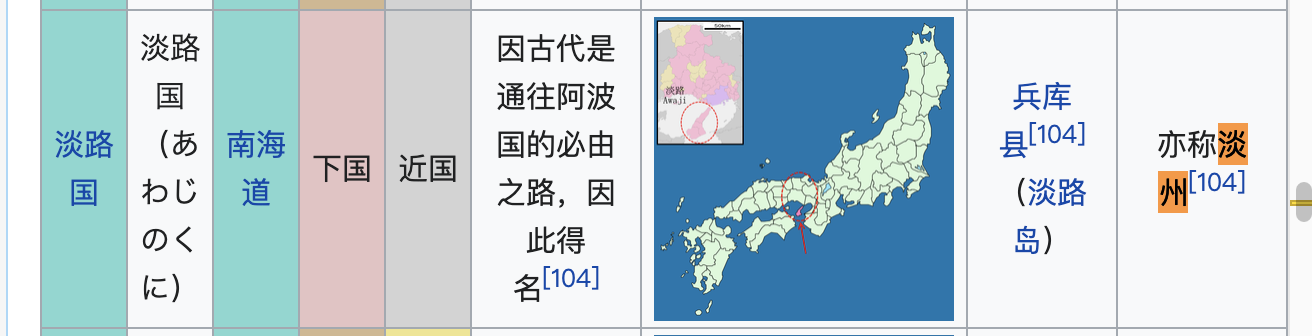 淡路
国
淡路
国
（あ
わじ
のく
に）
南海
道
下国
近国
因古代是
通往阿波
国的必由
之路，因
此得
名[104]
淡路
Awaji
兵库
县[104]
（淡路
岛）
亦称淡
州[104]